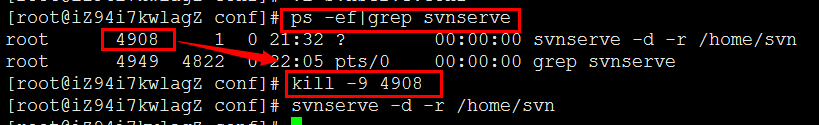 [root@iZ94i7kwlagZ conf]# ps -ef|grep svnserve
root      4908     1  0 21:32 ?        00:00:00 svnserve -d -r /home/svn
root      4949  4822  0 22:05 pts/0    00:00:00 grep svnserve
[root@iZ94i7kwlagZ conf]# kill -9 4908
[root@iZ94i7kwlagZ conf]# svnserve -d -r /home/svn
[root@iZ94i7kwlagZ conf]#